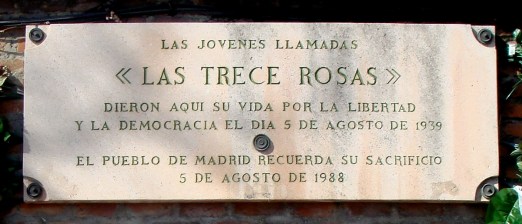 LAS JOVENES LLAMADAS
«LAS TRECE ROSAS»
DIERON AQUI SU VIDA POR LA LIBERTAD
Y LA DEMOCRACIA EL DIA 5 DE AGOSTO DE 1939
EL PUEBLO DE MADRID RECUERDA SU SACRIFICIO
5 DE AGOSTO DE 1988